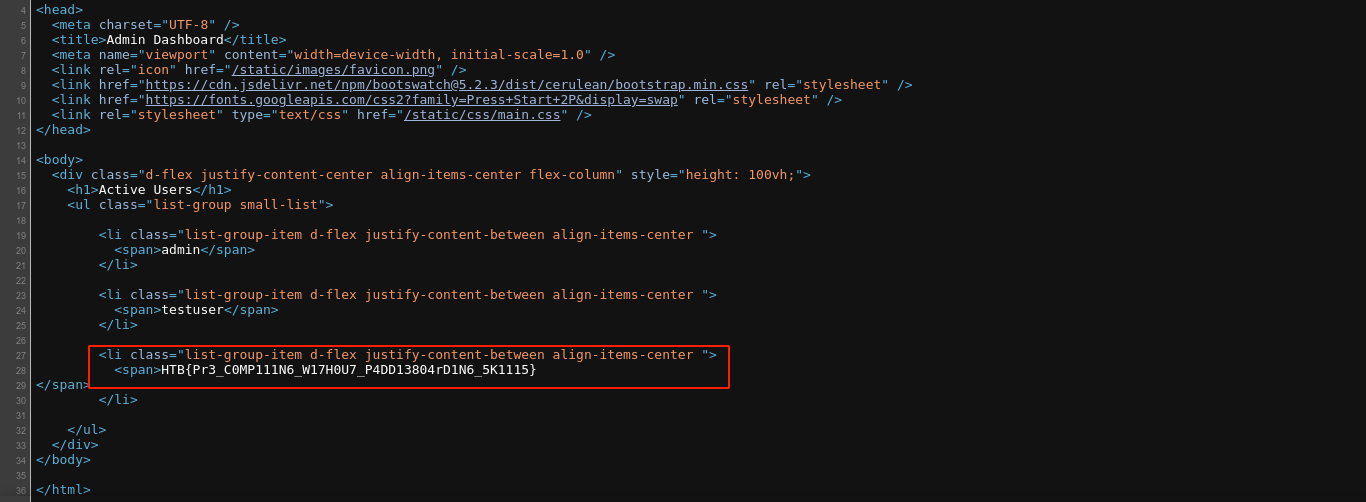 4 <head>
5 <meta charset="UTF-8" />
6 <title>Admin Dashboard</title>
7 <meta name="viewport" content="width=device-width, initial-scale=1.0" />
8 <link rel="icon" href="/static/images/favicon.png" />
9 <link href="https://cdn.jsdelivr.net/npm/bootswatch@5.2.3/dist/cerulean/bootstrap.min.css" rel="stylesheet" />
10 <link href="https://fonts.googleapis.com/css2?family=Press+Start+2P&display=swap" rel="stylesheet" />
11 <link rel="stylesheet" type="text/css" href="/static/css/main.css" />
12 </head>
13
14 <body>
15 <div class="d-flex justify-content-center align-items-center flex-column" style="height: 100vh;">
16 <h1>Active Users</h1>
17 <ul class="list-group small-list">
18
19 <li class="list-group-item d-flex justify-content-between align-items-center ">
20 <span>admin</span>
21 </li>
22
23 <li class="list-group-item d-flex justify-content-between align-items-center ">
24 <span>testuser</span>
25 </li>
26
27 <li class="list-group-item d-flex justify-content-between align-items-center ">
28 <span>HTB{Pr3_C0MP111N6_W17H0U7_P4DD13804rD1N6_5K1115}
29 </span>
30 </li>
31
32 </ul>
33 </div>
34 </body>
35
36 </html>